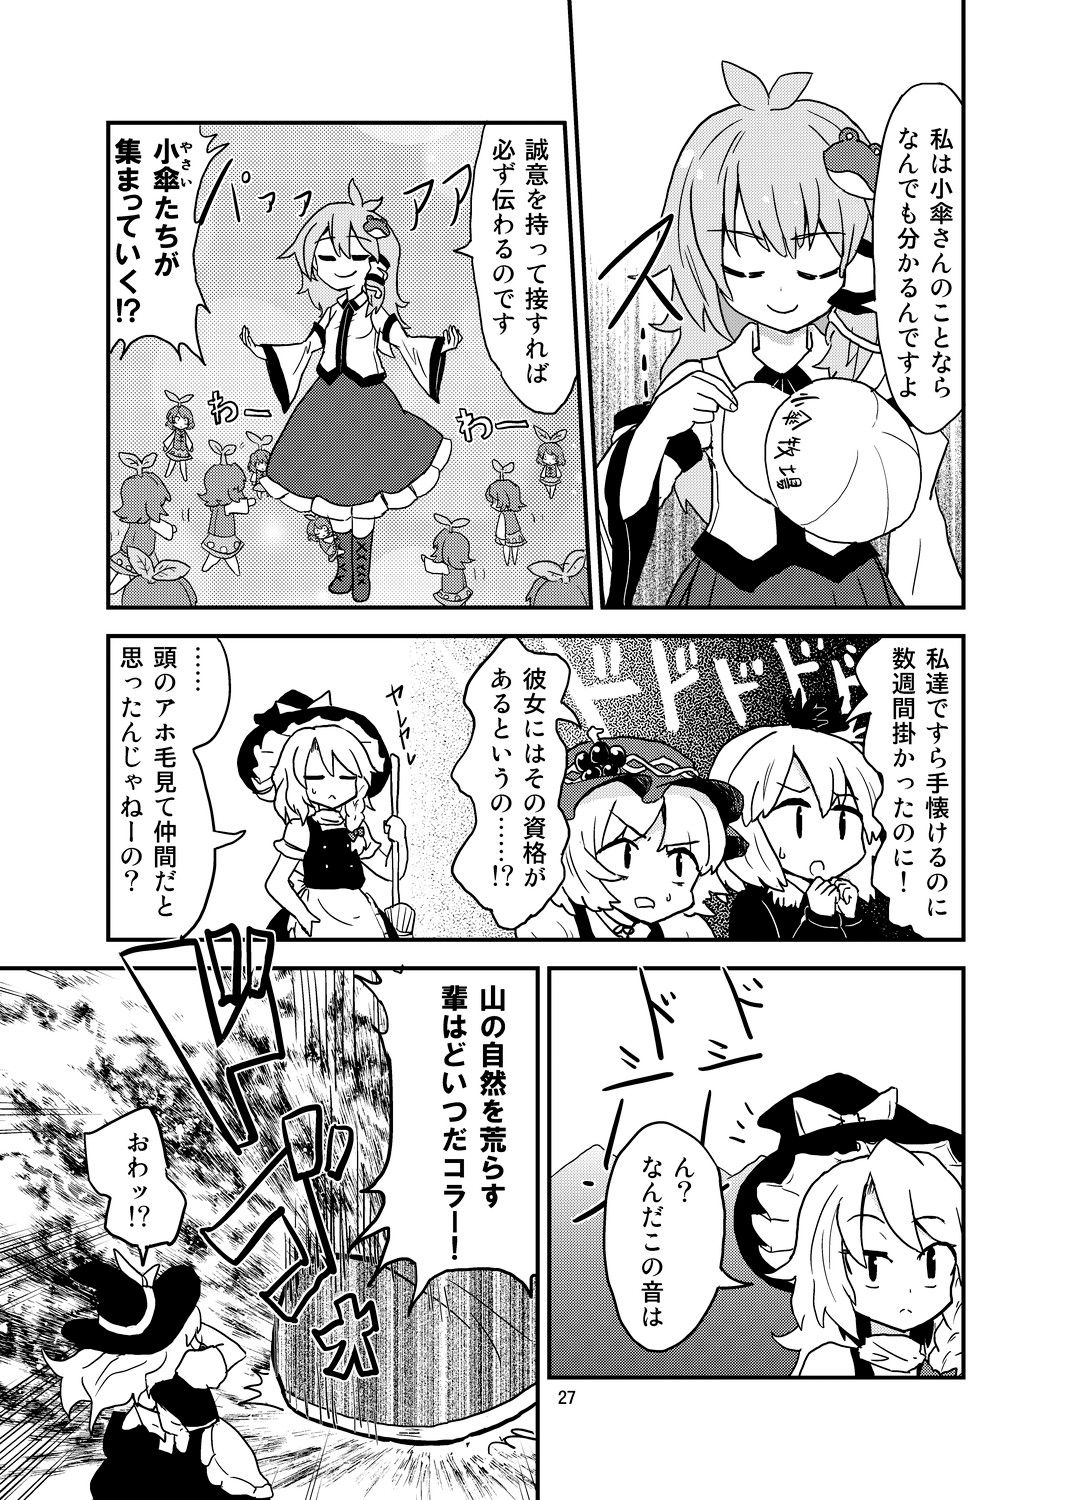 私は小傘さんのことなら
なんでも分かるんですよ
スッ
小傘牧場
誠意を持って接すれば
必ず伝わるのです
パァァァァァ
小傘たちが
やさい
集まっていく!?
わー
わー
私達ですら手懐けるのに
数週間掛かったのに！
ドドドドド
彼女にはその資格が
あるというの……!?
ヤレヤレ
……
頭のアホ毛見て仲間だと
思ったんじゃねーの？
ドドドド
ん？
なんだこの音は
山の自然を荒らす
輩はどいつだコラー！
おわッ!?
27